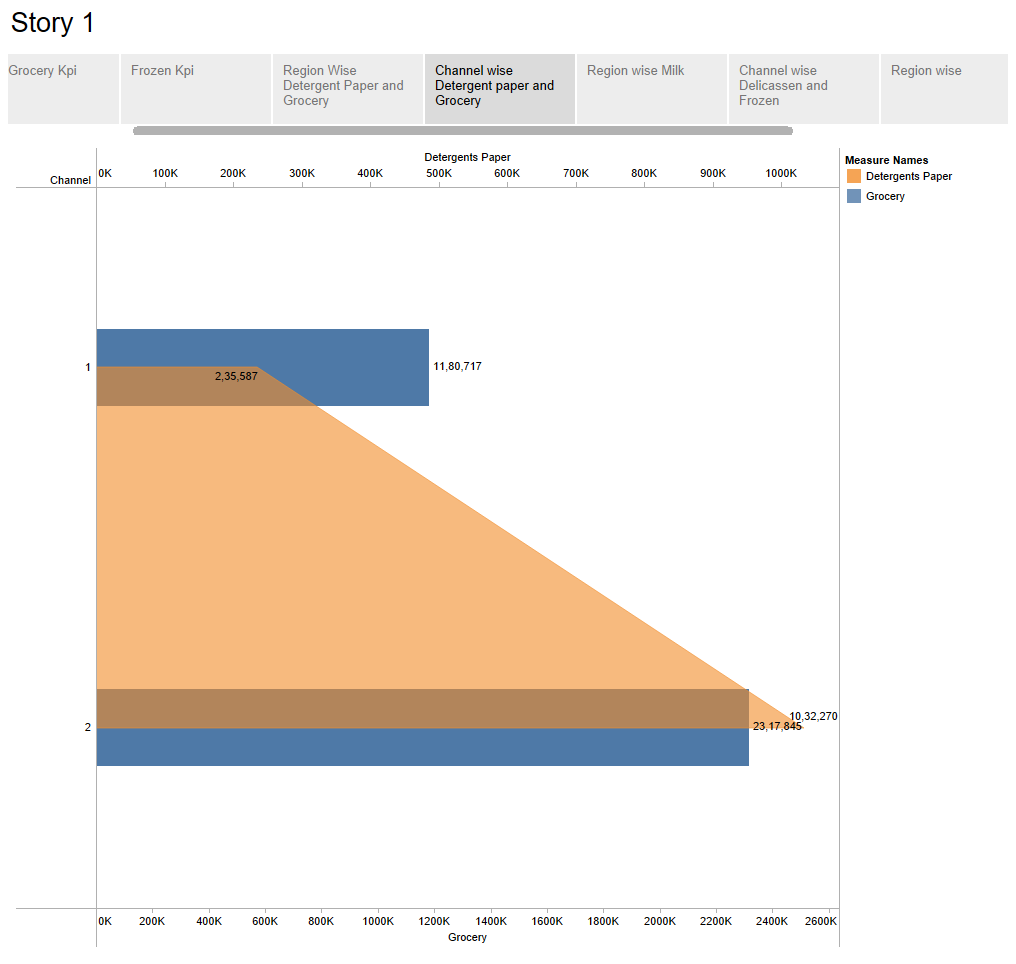 Story 1
Grocery Kpi
Frozen Kpi
Region Wise
Detergent Paper and
Grocery
Channel wise
Detergent paper and
Grocery
Region wise Milk
Channel wise
Delicassen and
Frozen
Region wise
Detergents Paper
Channel
0K 100K 200K 300K 400K 500K 600K 700K 800K 900K 1000K
Measure Names
Detergents Paper
Grocery
1
11,80,717
2,35,587
10,32,270
2
23,17,845
0K 200K 400K 600K 800K 1000K 1200K 1400K 1600K 1800K 2000K 2200K 2400K 2600K
Grocery